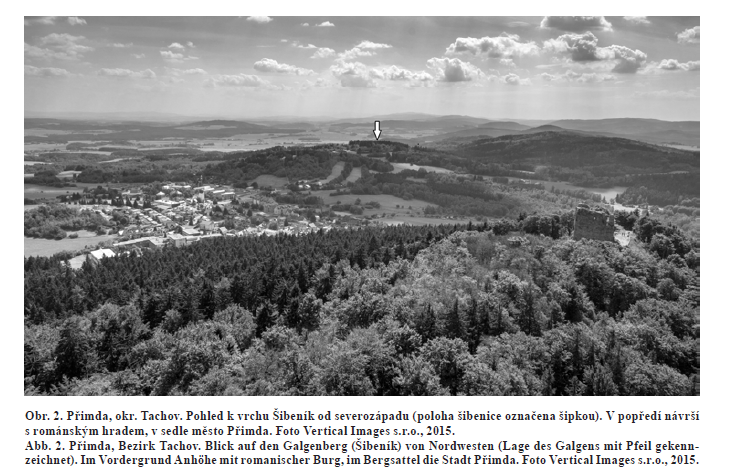 Obr. 2. Přimda, okr. Tachov. Pohled k vrchu Šibeník od severozápadu (poloha šibenice označena šipkou). V popředí návrší
s románským hradem, v sedle město Přimda. Foto Vertical Images s.r.o., 2015.
Abb. 2. Přimda, Bezirk Tachov. Blick auf den Galgenberg (Šibeník) von Nordwesten (Lage des Galgens mit Pfeil gekenn-
zeichnet). Im Vordergrund Anhöhe mit romanischer Burg, im Bergsattel die Stadt Přimda. Foto Vertical Images s.r.o., 2015.